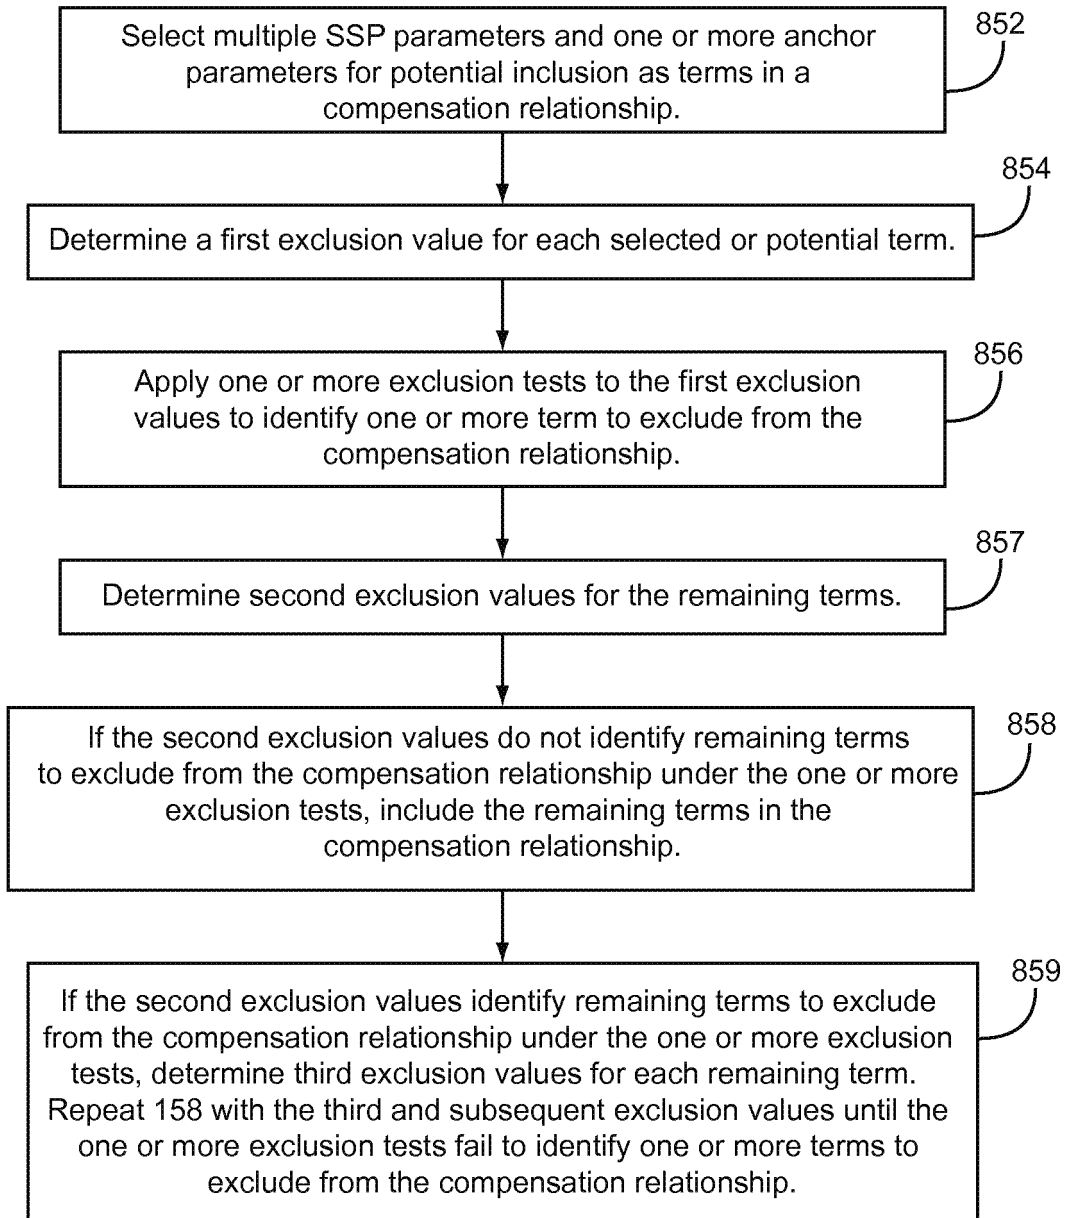 Select multiple SSP parameters and one or more anchor
parameters for potential inclusion as terms in a
compensation relationship.
852
854
Determine a first exclusion value for each selected or potential term.
856
Apply one or more exclusion tests to the first exclusion
values to identify one or more term to exclude from the
compensation relationship.
857
Determine second exclusion values for the remaining terms.
858
If the second exclusion values do not identify remaining terms
to exclude from the compensation relationship under the one or more
exclusion tests, include the remaining terms in the
compensation relationship.
859
If the second exclusion values identify remaining terms to exclude
from the compensation relationship under the one or more exclusion
tests, determine third exclusion values for each remaining term.
Repeat 158 with the third and subsequent exclusion values until the
one or more exclusion tests fail to identify one or more terms to
exclude from the compensation relationship.